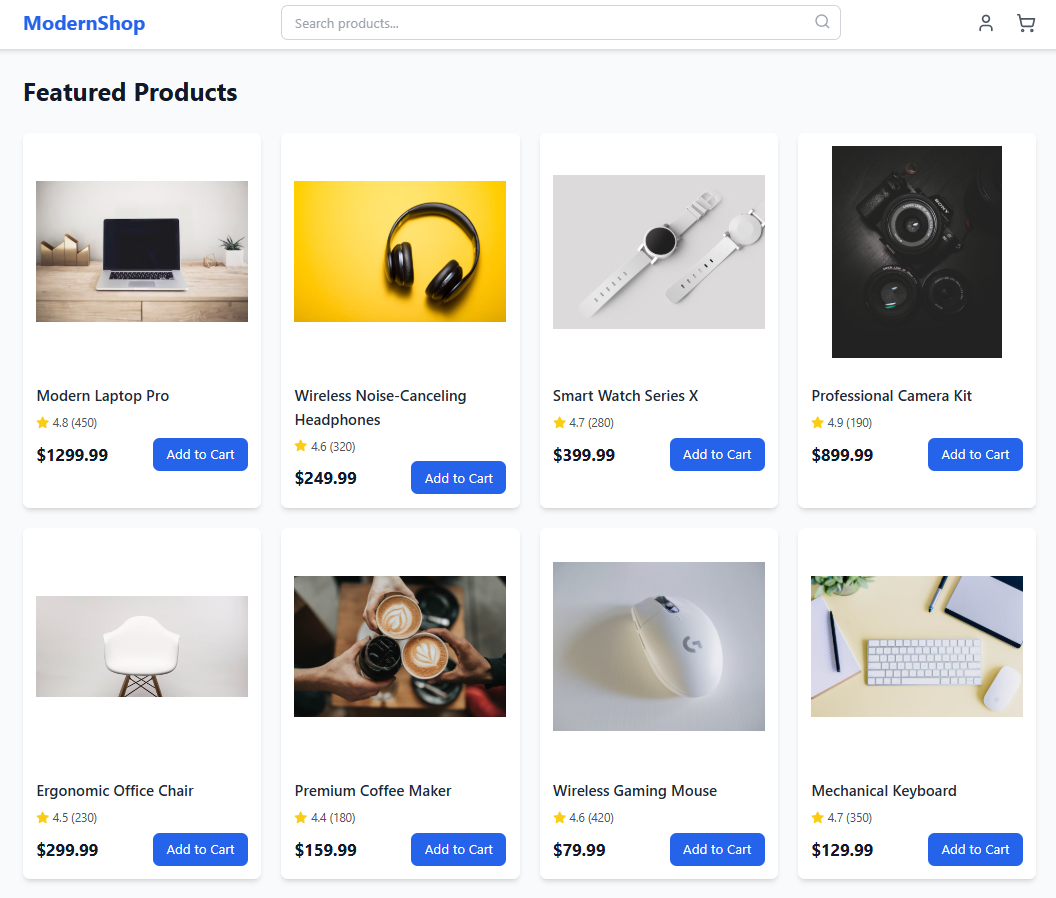 ModernShop
Search products...
Featured Products
SONY
Modern Laptop Pro
4.8 (450)
$1299.99
Add to Cart
Wireless Noise-Canceling
Headphones
4.6 (320)
$249.99
Add to Cart
Smart Watch Series X
4.7 (280)
$399.99
Add to Cart
Professional Camera Kit
4.9 (190)
$899.99
Add to Cart
Ergonomic Office Chair
4.5 (230)
$299.99
Add to Cart
Premium Coffee Maker
4.4 (180)
$159.99
Add to Cart
Wireless Gaming Mouse
4.6 (420)
$79.99
Add to Cart
Mechanical Keyboard
4.7 (350)
$129.99
Add to Cart